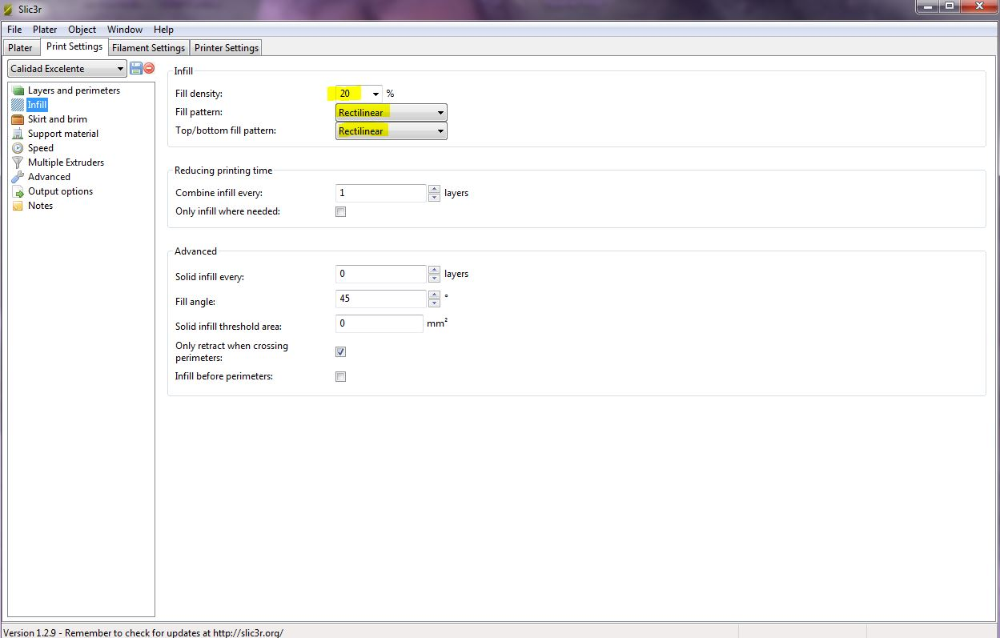 Slic3r
File Plater Object Window Help
Plater Print Settings Filament Settings Printer Settings
Calidad Excelente
Layers and perimeters
Infill
Skirt and brim
Support material
Speed
Multiple Extruders
Advanced
Output options
Notes
Infill
Fill density: 20 %
Fill pattern: Rectilinear
Top/bottom fill pattern: Rectilinear
Reducing printing time
Combine infill every: 1 layers
Only infill where needed:
Advanced
Solid infill every: 0 layers
Fill angle: 45 °
Solid infill threshold area: 0 mm²
Only retract when crossing
perimeters:
Infill before perimeters:
Version 1.2.9 - Remember to check for updates at http://slic3r.org/